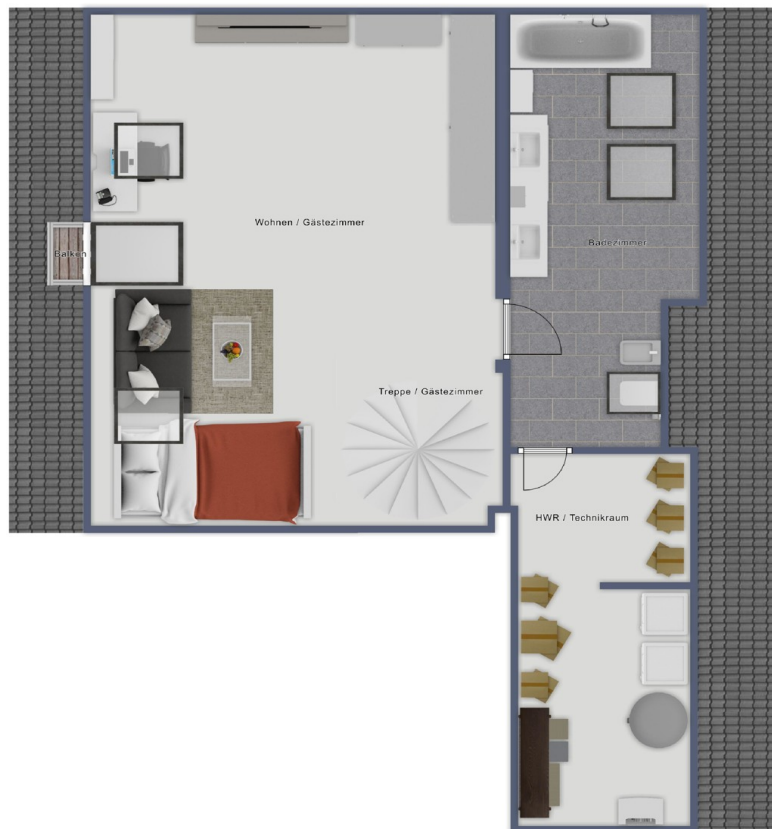 Wohnen / Gästezimmer
Badezimmer
Balkon
Treppe / Gästezimmer
HWR / Technikraum